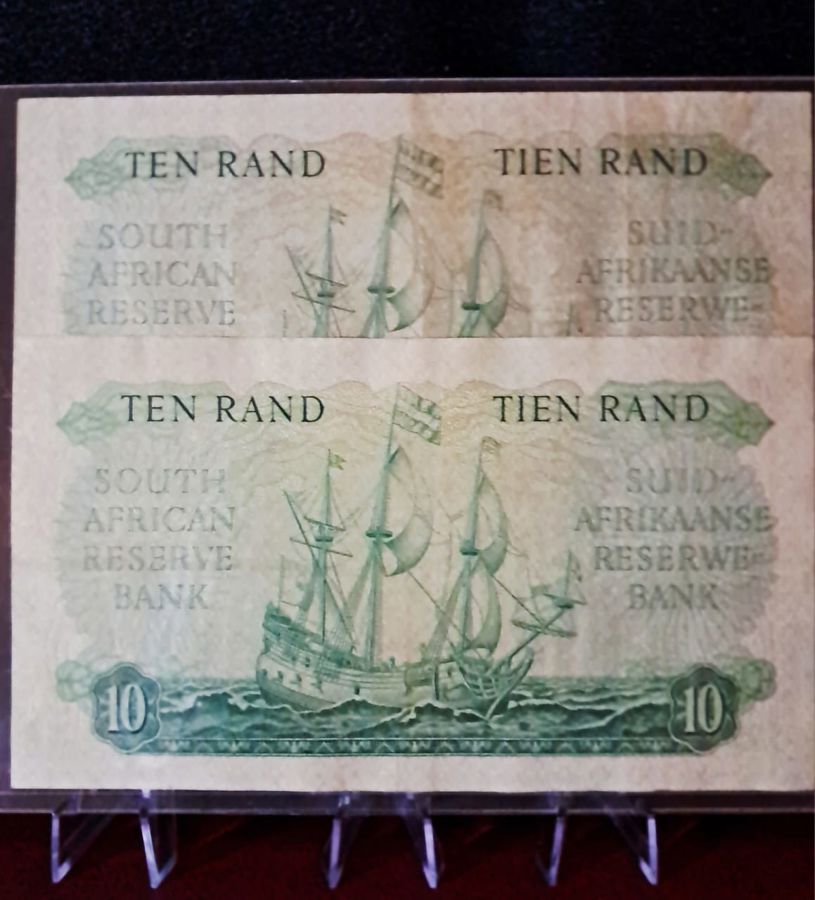 TEN RAND
TIEN RAND
SOUTH
AFRICAN
RESERVE
SUID-
AFRIKAANSE
RESERWE-
TEN RAND
TIEN RAND
SOUTH
AFRICAN
RESERVE
BANK
SUID-
AFRIKAANSE
RESERWE-
BANK
10
10